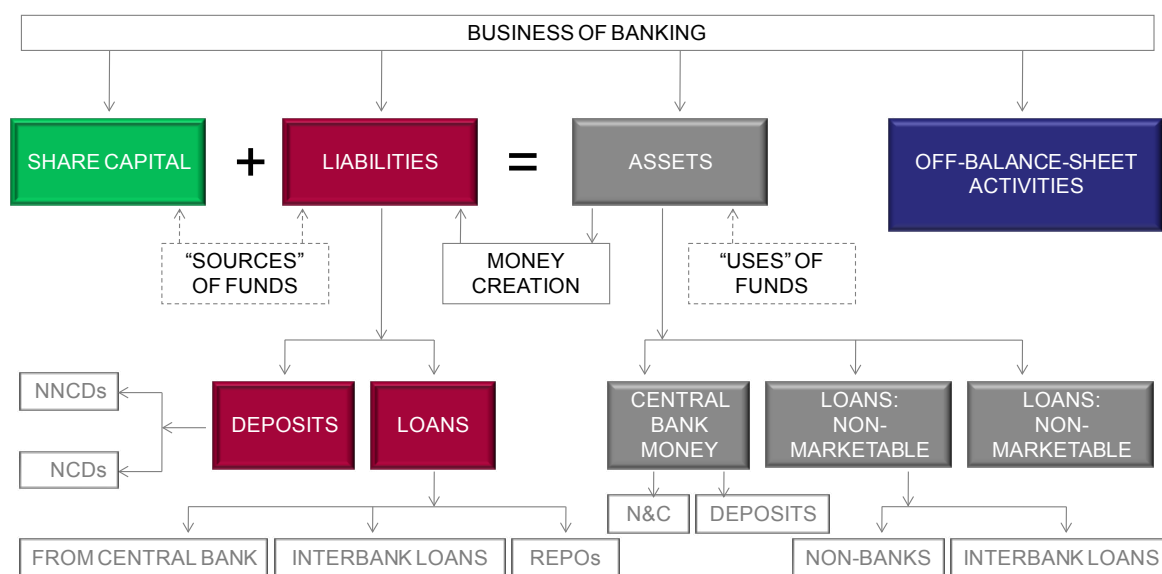 BUSINESS OF BANKING
SHARE CAPITAL
+
LIABILITIES
=
ASSETS
OFF-BALANCE-SHEET
ACTIVITIES
“SOURCES”
OF FUNDS
MONEY
CREATION
“USES” OF
FUNDS
NNCDs
NCDs
DEPOSITS
LOANS
CENTRAL
BANK
MONEY
LOANS:
NON-
MARKETABLE
LOANS:
NON-
MARKETABLE
N&C
DEPOSITS
FROM CENTRAL BANK
INTERBANK LOANS
REPOs
NON-BANKS
INTERBANK LOANS